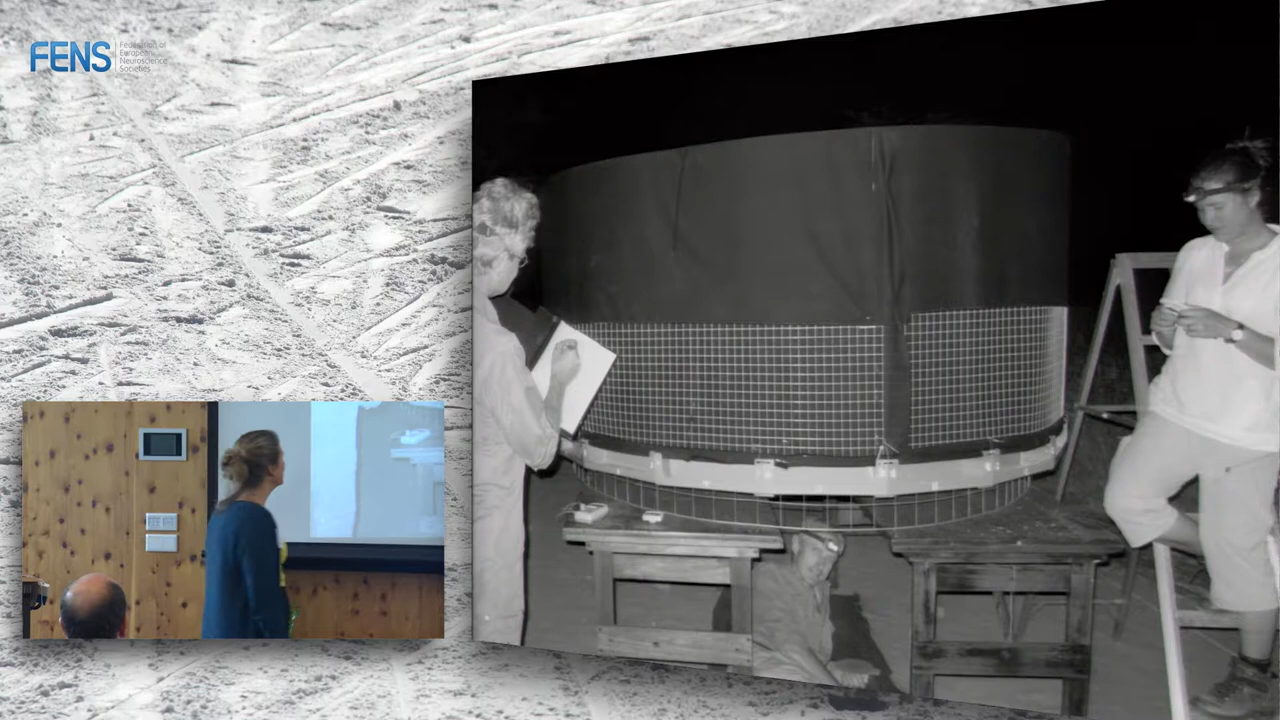 FENS
Federation of
European
Neuroscience
Societies